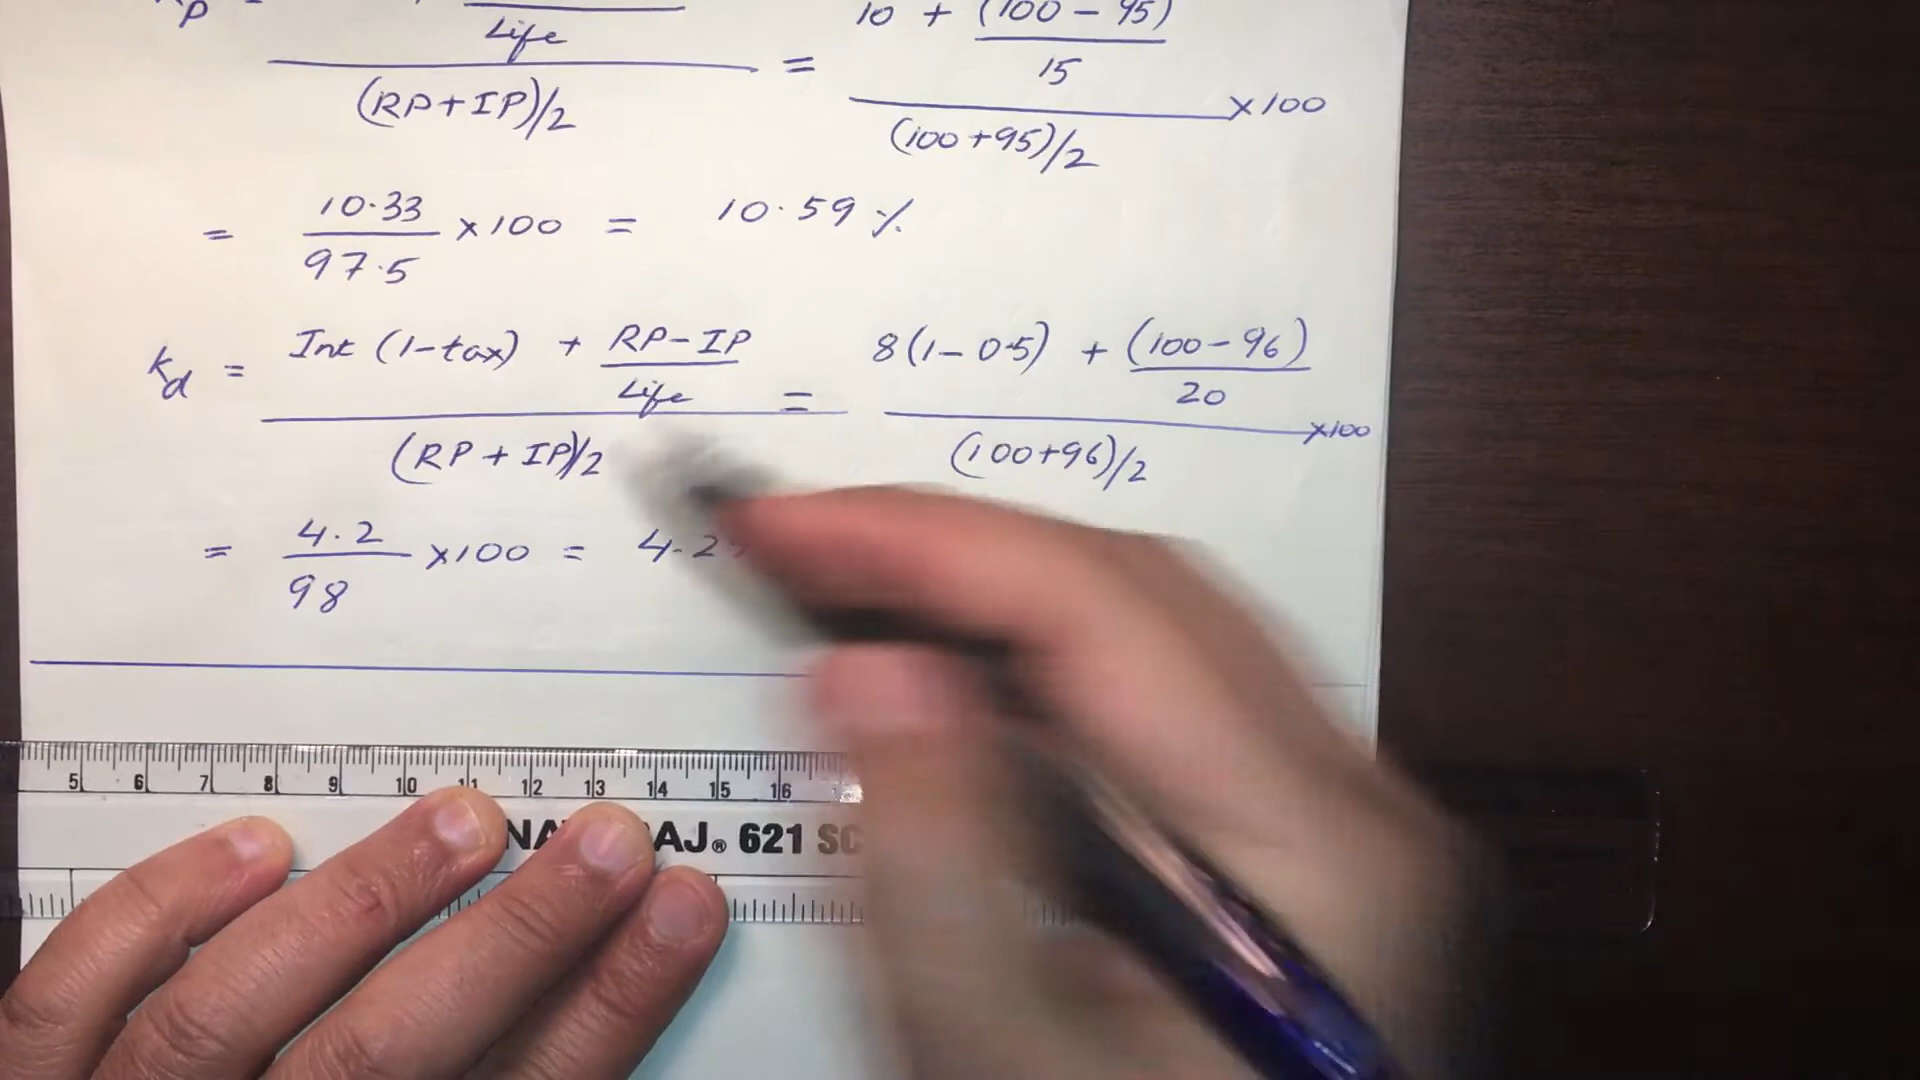 Life
(RP+IP)/2
= 10 + (100 - 95)
15
(100+95)/2 ×100
= 10.33
97.5 ×100 = 10.59 %
kd = Int (1-tax) + RP-IP
Life
(RP + IP)/2
= 8(1-0.5) + (100-96)
20
(100+96)/2 ×100
= 4.2
98 ×100 = 4.2
5 6 7 8 9 10 11 12 13 14 15 16
621 SC